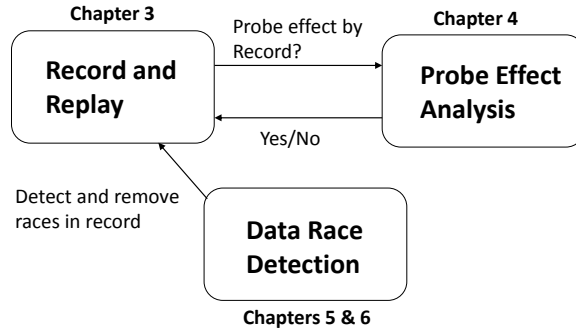 Chapter 3
Probe effect by
Record?
Chapter 4
Record and
Replay
Probe Effect
Analysis
Yes/No
Detect and remove
races in record
Data Race
Detection
Chapters 5 & 6